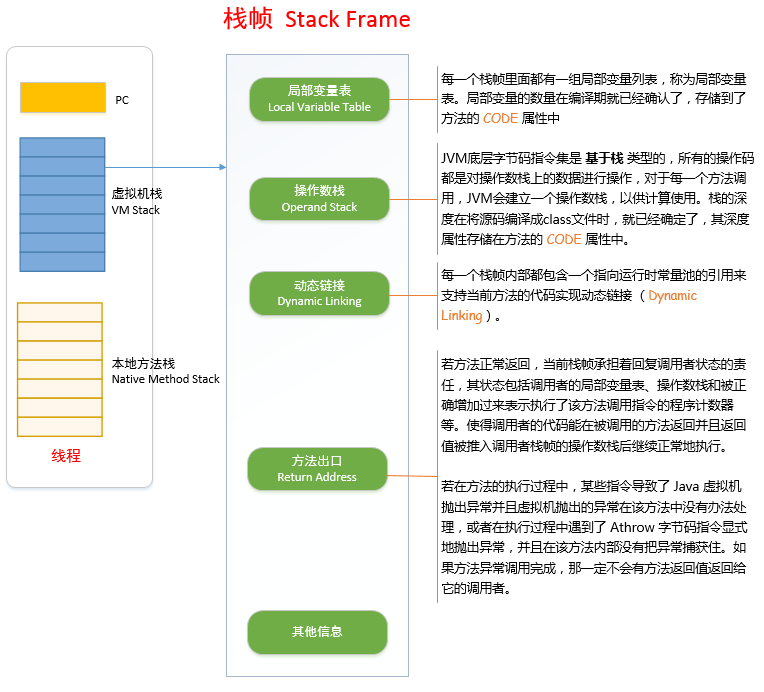 栈帧 Stack Frame
PC
虚拟机栈
VM Stack
本地方法栈
Native Method Stack
线程
局部变量表
Local Variable Table
每一个栈帧里面都有一组局部变量列表，称为局部变量
表。局部变量的数量在编译期就已经确认了，存储到了
方法的 CODE 属性中
操作数栈
Operand Stack
JVM底层字节码指令集是 基于栈 类型的，所有的操作码
都是对操作数栈上的数据进行操作，对于每一个方法调
用，JVM会建立一个操作数栈，以供计算使用。栈的深
度在将源码编译成class文件时，就已经确定了，其深度
属性存储在方法的 CODE 属性中。
动态链接
Dynamic Linking
每一个栈帧内部都包含一个指向运行时常量池的引用来
支持当前方法的代码实现动态链接 （ Dynamic
Linking ）。
方法出口
Return Address
若方法正常返回，当前栈帧承担着回复调用者状态的责
任，其状态包括调用者的局部变量表、操作数栈和被正
确增加过来表示执行了该方法调用指令的程序计数器
等。使得调用者的代码能在被调用的方法返回并且返回
值被推入调用者栈帧的操作数栈后继续正常地执行。
若在方法的执行过程中，某些指令导致了 Java 虚拟机
抛出异常并且虚拟机抛出的异常在该方法中没有办法处
理，或者在执行过程中遇到了 Athrow 字节码指令显式
地抛出异常，并且在该方法内部没有把异常捕获住。如
果方法异常调用完成，那一定不会有方法返回值返回给
它的调用者。
其他信息